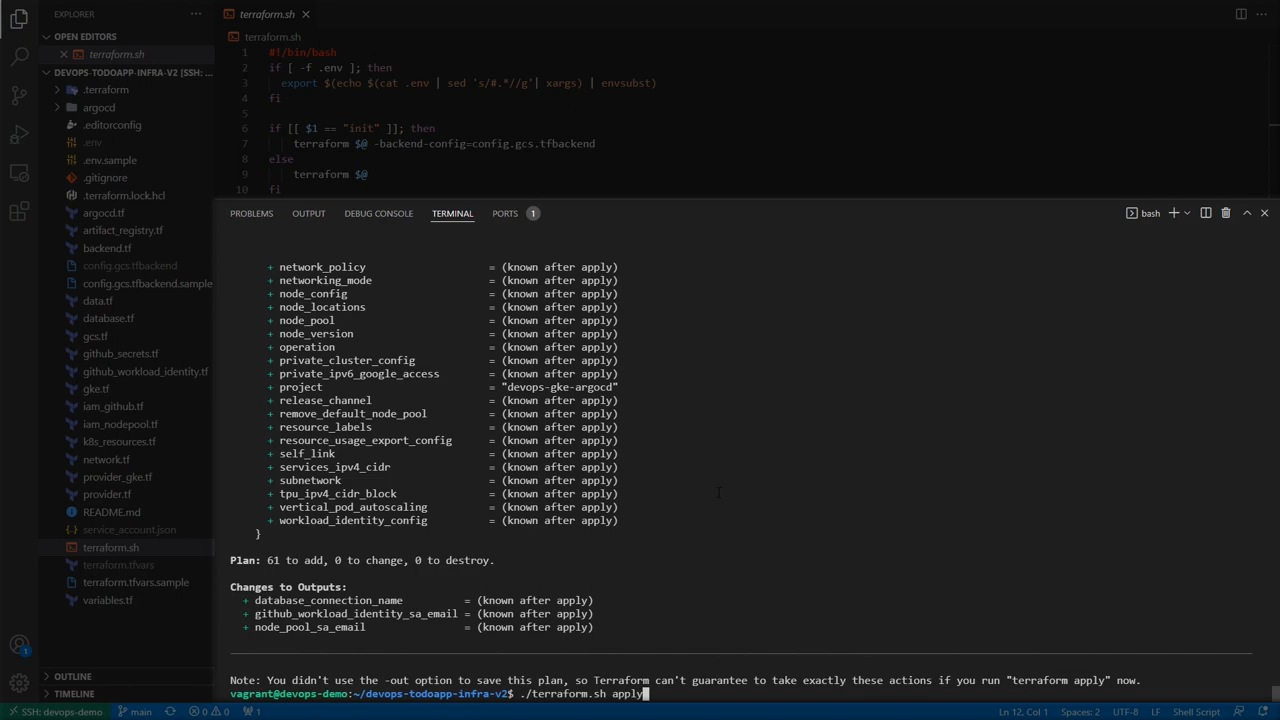 EXPLORER
OPEN EDITORS
terraform.sh
DEVOPS-TODOAPP-INFRA-V2 [SSH: ...
.terraform
argocd
.editorconfig
.env
.env.sample
.gitignore
.terraform.lock.hcl
argocd.tf
artifact_registry.tf
backend.tf
config.gcs.tfbackend
config.gcs.tfbackend.sample
data.tf
database.tf
gcs.tf
github_secrets.tf
github_workload_identity.tf
gke.tf
iam_github.tf
iam_nodepool.tf
k8s_resources.tf
network.tf
provider_gke.tf
provider.tf
README.md
service_account.json
terraform.sh
terraform.tfvars
terraform.tfvars.sample
variables.tf
OUTLINE
TIMELINE
terraform.sh
terraform.sh
1 #!/bin/bash
2 if [ -f .env ]; then
3 export $(echo $(cat .env | sed 's/#.*//g'| xargs) | envsubst)
4 fi
5
6 if [[ $1 == "init" ]]; then
7 terraform $@ -backend-config=config.gcs.tfbackend
8 else
9 terraform $@
10 fi
PROBLEMS OUTPUT DEBUG CONSOLE TERMINAL PORTS 1 bash
+ network_policy = (known after apply)
+ networking_mode = (known after apply)
+ node_config = (known after apply)
+ node_locations = (known after apply)
+ node_pool = (known after apply)
+ node_version = (known after apply)
+ operation = (known after apply)
+ private_cluster_config = (known after apply)
+ private_ipv6_google_access = (known after apply)
+ project = "devops-gke-argocd"
+ release_channel = (known after apply)
+ remove_default_node_pool = (known after apply)
+ resource_labels = (known after apply)
+ resource_usage_export_config = (known after apply)
+ self_link = (known after apply)
+ services_ipv4_cidr = (known after apply)
+ subnetwork = (known after apply)
+ tpu_ipv4_cidr_block = (known after apply)
+ vertical_pod_autoscaling = (known after apply)
+ workload_identity_config = (known after apply)
}
Plan: 61 to add, 0 to change, 0 to destroy.
Changes to Outputs:
+ database_connection_name = (known after apply)
+ github_workload_identity_sa_email = (known after apply)
+ node_pool_sa_email = (known after apply)
Note: You didn't use the -out option to save this plan, so Terraform can't guarantee to take exactly these actions if you run "terraform apply" now.
vagrant@devops-demo:~/devops-todoapp-infra-v2$ ./terraform.sh apply
1
SSH: devops-demo main 0 0 1 Ln 12, Col 1 Spaces: 2 UTF-8 LF Shell Script